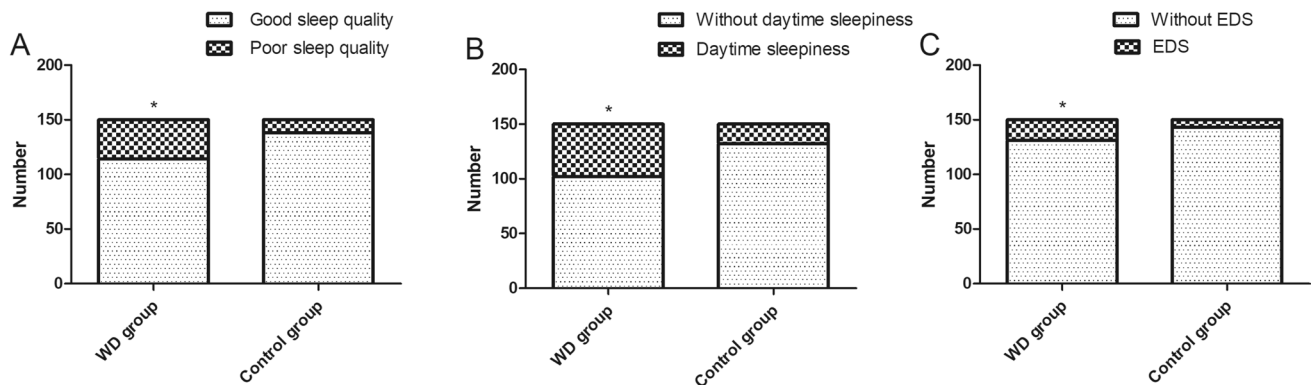 A
Good sleep quality
Poor sleep quality
200
150
100
50
0
Number
*
WD group
Control group
B
Without daytime sleepiness
Daytime sleepiness
200
150
100
50
0
Number
*
WD group
Control group
C
Without EDS
EDS
200
150
100
50
0
Number
*
WD group
Control group